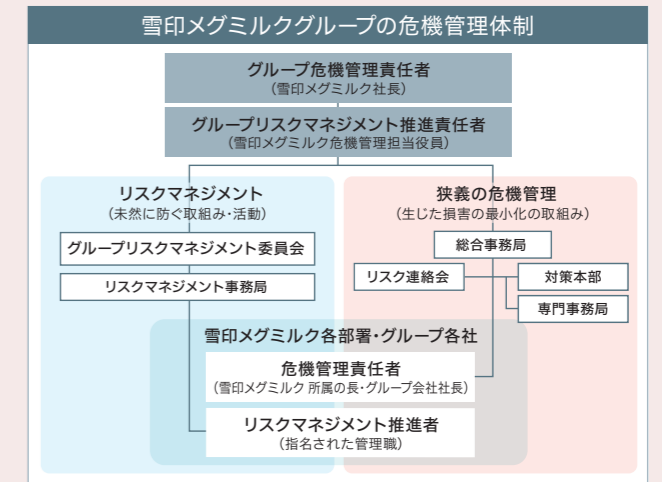 雪印メグミルクグループの危機管理体制
グループ危機管理責任者
（雪印メグミルク社長）
グループリスクマネジメント推進責任者
（雪印メグミルク危機管理担当役員）
リスクマネジメント
（未然に防ぐ取組み・活動）
グループリスクマネジメント委員会
リスクマネジメント事務局
狭義の危機管理
（生じた損害の最小化の取組み）
総合事務局
リスク連絡会
対策本部
専門事務局
雪印メグミルク各部署・グループ各社
危機管理責任者
（雪印メグミルク 所属の長・グループ会社社長）
リスクマネジメント推進者
（指名された管理職）